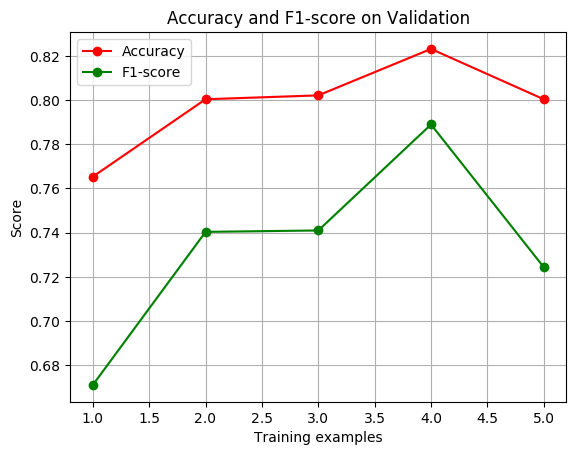 Accuracy and F1-score on Validation
Accuracy
F1-score
0.82
0.80
0.78
0.76
0.74
0.72
0.70
0.68
Score
1.0 1.5 2.0 2.5 3.0 3.5 4.0 4.5 5.0
Training examples